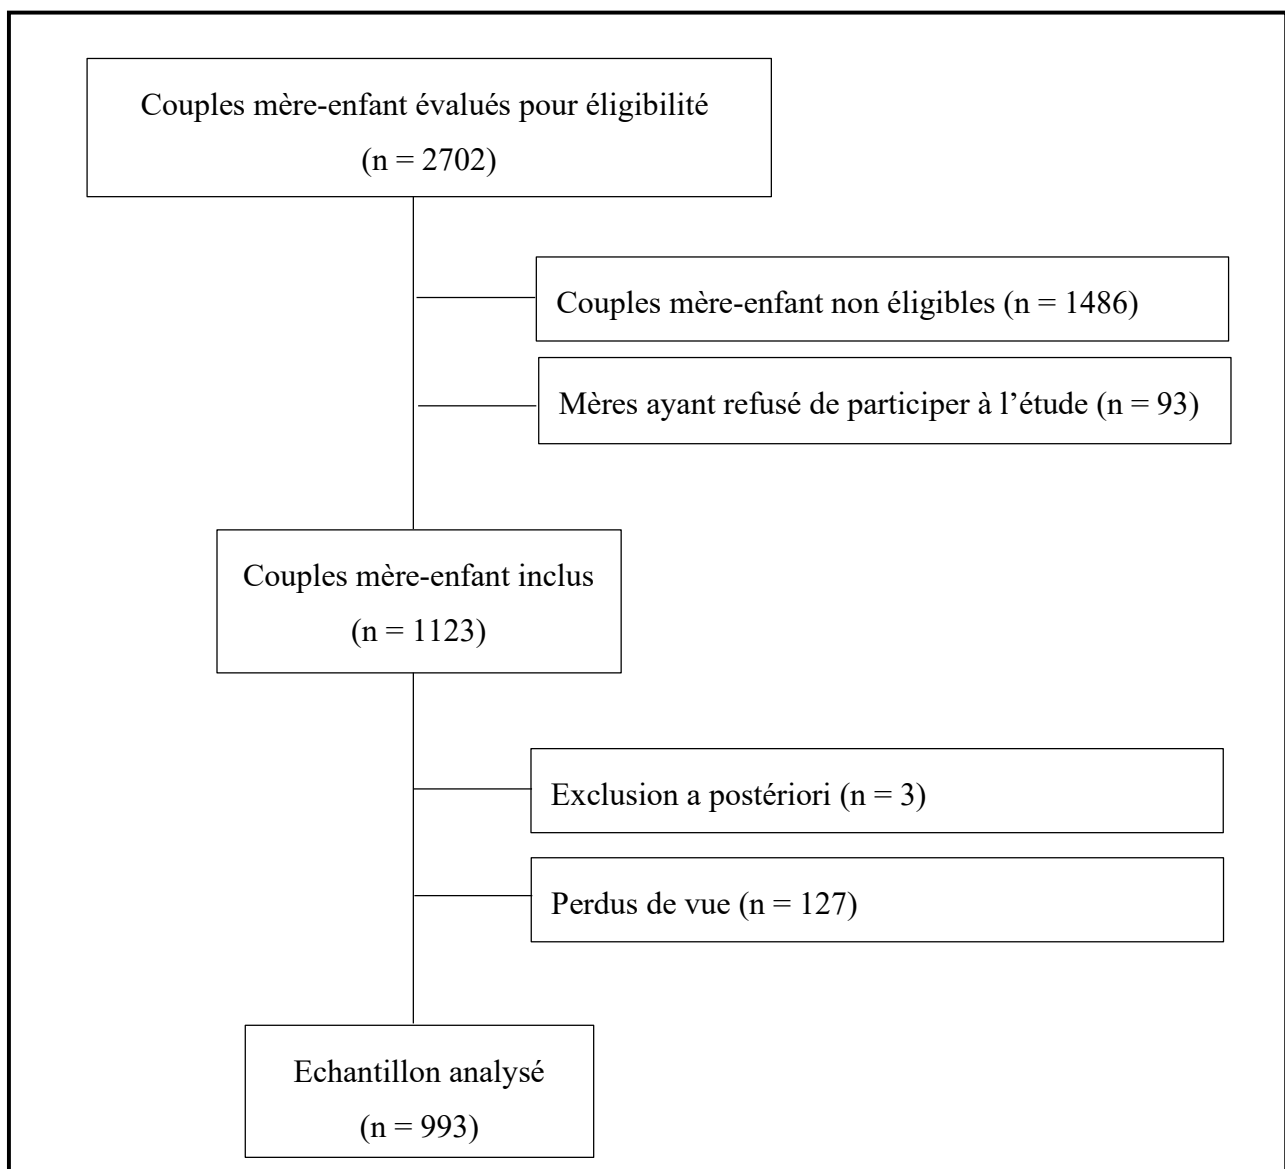 Couples mère-enfant évalués pour éligibilité
(n = 2702)
Couples mère-enfant non éligibles (n = 1486)
Mères ayant refusé de participer à l’étude (n = 93)
Couples mère-enfant inclus
(n = 1123)
Exclusion a postériori (n = 3)
Perdus de vue (n = 127)
Echantillon analysé
(n = 993)